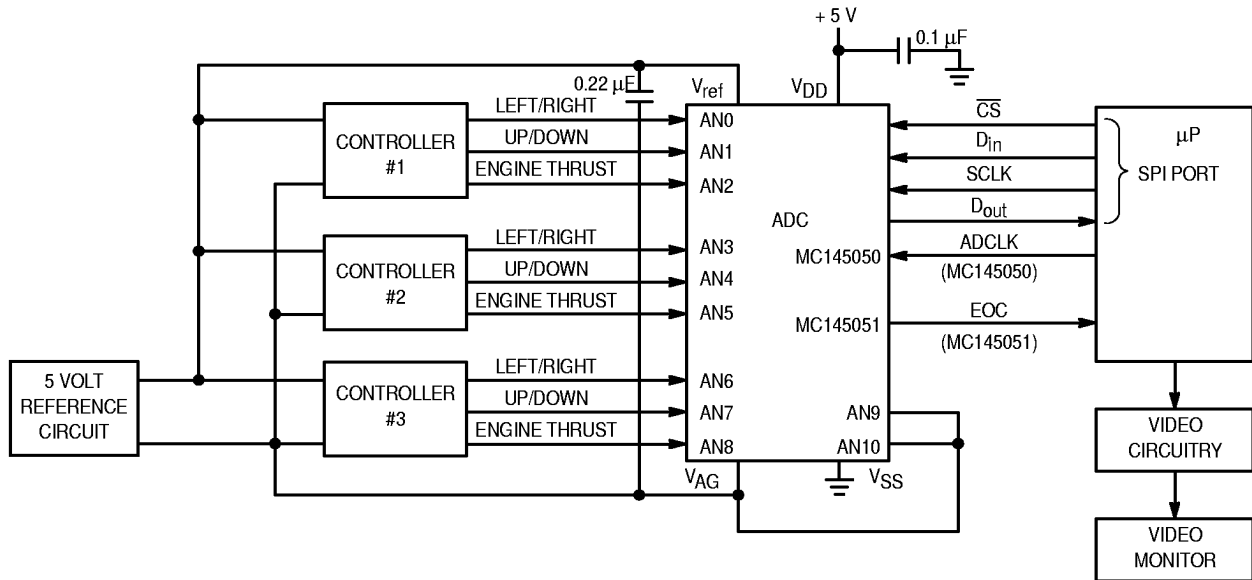 + 5 V
0.1 µF
0.22 µF
Vref
VDD
LEFT/RIGHT
UP/DOWN
ENGINE THRUST
CONTROLLER
#1
AN0
AN1
AN2
CS
Din
SCLK
Dout
µP
SPI PORT
ADC
LEFT/RIGHT
UP/DOWN
ENGINE THRUST
CONTROLLER
#2
AN3
AN4
AN5
MC145050
ADCLK
(MC145050)
MC145051
EOC
(MC145051)
5 VOLT
REFERENCE
CIRCUIT
LEFT/RIGHT
UP/DOWN
ENGINE THRUST
CONTROLLER
#3
AN6
AN7
AN8
AN9
AN10
VAG
VSS
VIDEO
CIRCUITRY
VIDEO
MONITOR